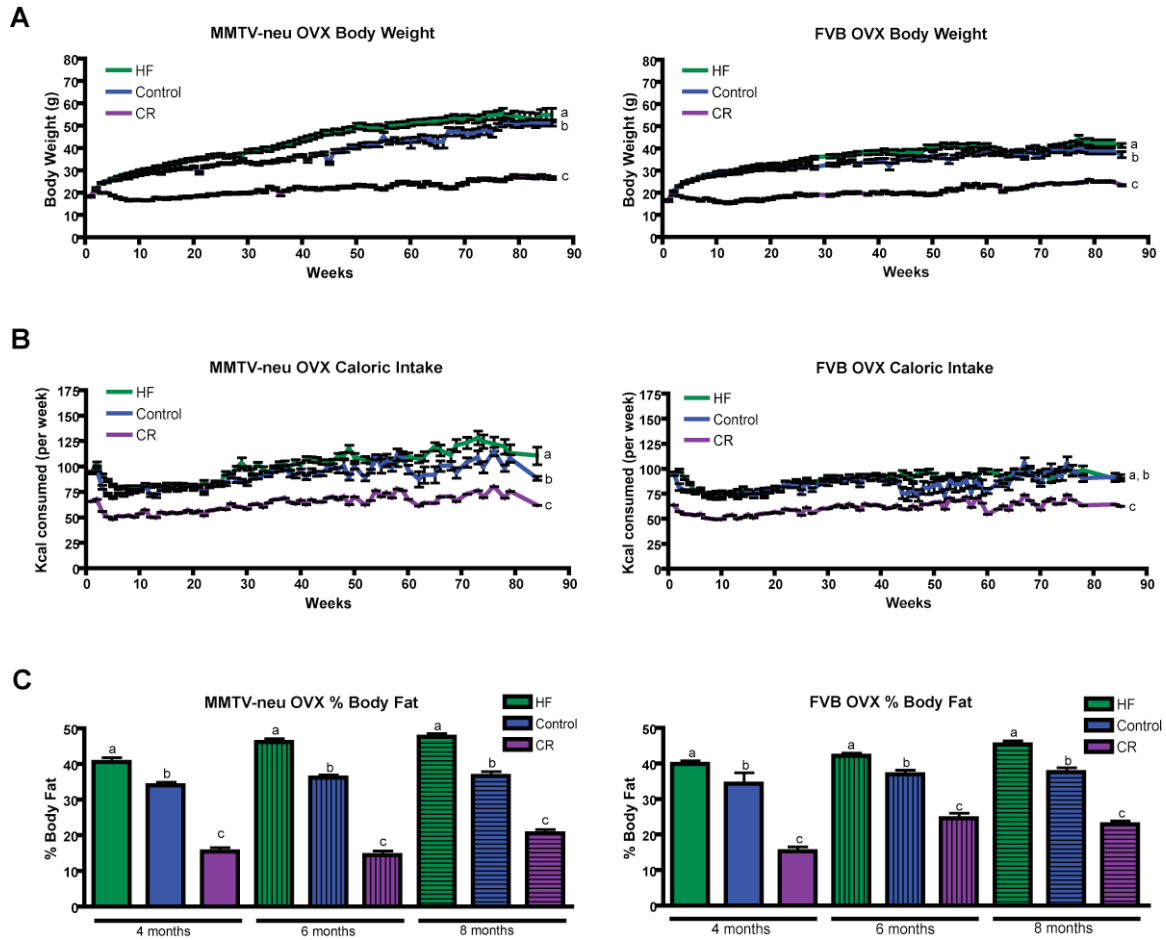 A
MMTV-neu OVX Body Weight
80
70
60
50
40
30
20
10
0
Body Weight (g)
HF
Control
CR
a
b
c
0 10 20 30 40 50 60 70 80 90
Weeks
FVB OVX Body Weight
80
70
60
50
40
30
20
10
0
Body Weight (g)
HF
Control
CR
a
b
c
0 10 20 30 40 50 60 70 80 90
Weeks
B
MMTV-neu OVX Caloric Intake
175
150
125
100
75
50
25
0
Kcal consumed (per week)
HF
Control
CR
a
b
c
0 10 20 30 40 50 60 70 80 90
Weeks
FVB OVX Caloric Intake
175
150
125
100
75
50
25
0
Kcal consumed (per week)
HF
Control
CR
a, b
c
0 10 20 30 40 50 60 70 80 90
Weeks
C
MMTV-neu OVX % Body Fat
HF
Control
CR
50
40
30
20
10
0
% Body Fat
a b c a b c a b c
4 months 6 months 8 months
FVB OVX % Body Fat
HF
Control
CR
50
40
30
20
10
0
% Body Fat
a b c a b c a b c
4 months 6 months 8 months